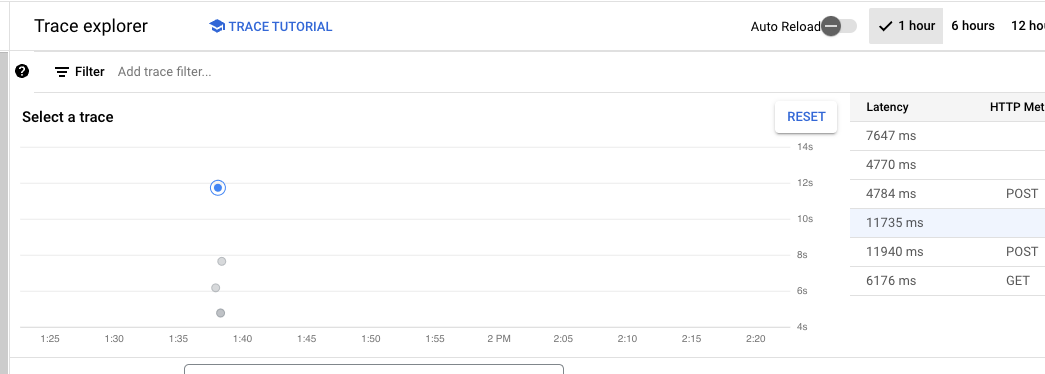 Trace explorer
TRACE TUTORIAL
Auto Reload
1 hour
6 hours
12 ho
Filter
Add trace filter...
Select a trace
RESET
14s
12s
10s
8s
6s
4s
1:25 1:30 1:35 1:40 1:45 1:50 1:55 2 PM 2:05 2:10 2:15 2:20
Latency HTTP Met
7647 ms
4770 ms
4784 ms POST
11735 ms
11940 ms POST
6176 ms GET